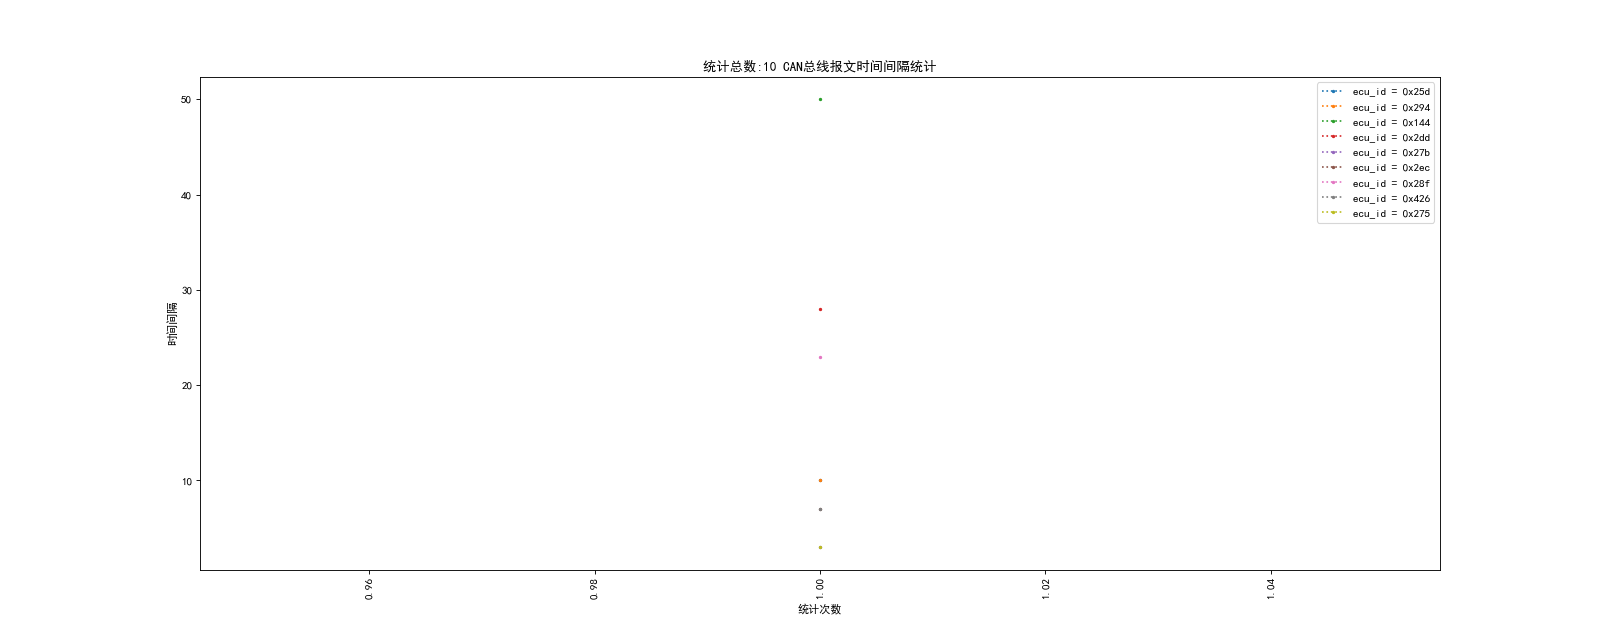 统计总数:10 CAN总线报文时间间隔统计
50
40
30
20
10
时间间隔
0.96
0.98
1.00
1.02
1.04
统计次数
ecu_id = 0x25d
ecu_id = 0x294
ecu_id = 0x144
ecu_id = 0x2dd
ecu_id = 0x27b
ecu_id = 0x2ec
ecu_id = 0x28f
ecu_id = 0x426
ecu_id = 0x275